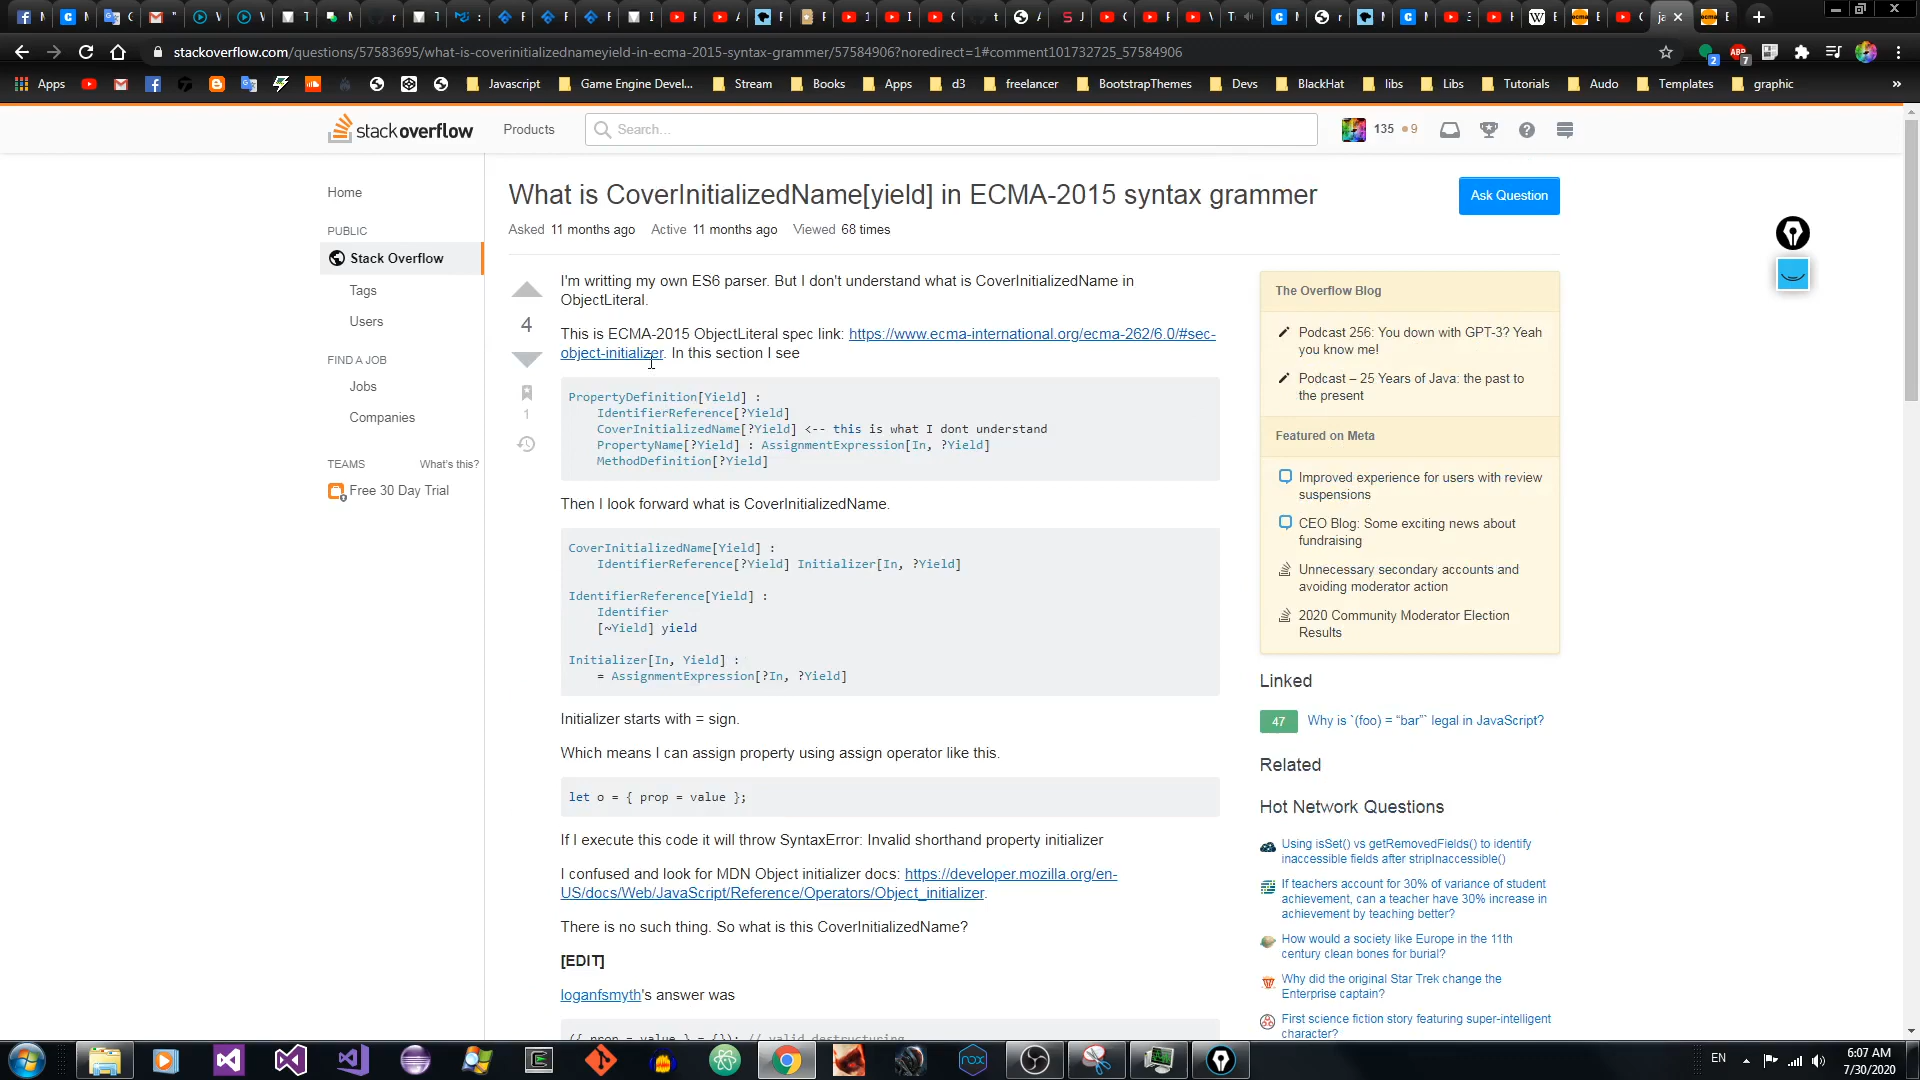 stackoverflow.com/questions/57583695/what-is-coverinitializednameyield-in-ecma-2015-syntax-grammer/57584906?noredirect=1#comment101732725_57584906
Apps
Javascript
Game Engine Devel...
Stream
Books
Apps
d3
freelancer
BootstrapThemes
Devs
BlackHat
libs
Libs
Tutorials
Audo
Templates
graphic
»
stackoverflow
Products
Search...
135
9
Home
PUBLIC
Stack Overflow
Tags
Users
FIND A JOB
Jobs
Companies
TEAMS What's this?
Free 30 Day Trial
What is CoverInitializedName[yield] in ECMA-2015 syntax grammer
Ask Question
Asked 11 months ago Active 11 months ago Viewed 68 times
4
1
I'm writting my own ES6 parser. But I don't understand what is CoverInitializedName in
ObjectLiteral.
This is ECMA-2015 ObjectLiteral spec link: https://www.ecma-international.org/ecma-262/6.0/#sec-
object-initializer. In this section I see
PropertyDefinition[Yield] :
IdentifierReference[?Yield]
CoverInitializedName[?Yield] <-- this is what I dont understand
PropertyName[?Yield] : AssignmentExpression[In, ?Yield]
MethodDefinition[?Yield]
Then I look forward what is CoverInitializedName.
CoverInitializedName[Yield] :
IdentifierReference[?Yield] Initializer[In, ?Yield]
IdentifierReference[Yield] :
Identifier
[~Yield] yield
Initializer[In, Yield] :
= AssignmentExpression[?In, ?Yield]
Initializer starts with = sign.
Which means I can assign property using assign operator like this.
let o = { prop = value };
If I execute this code it will throw SyntaxError: Invalid shorthand property initializer
I confused and look for MDN Object initializer docs: https://developer.mozilla.org/en-
US/docs/Web/JavaScript/Reference/Operators/Object_initializer.
There is no such thing. So what is this CoverInitializedName?
[EDIT]
loganfsmyth's answer was
({ prop = value } = {}); // valid destructuring
The Overflow Blog
Podcast 256: You down with GPT-3? Yeah
you know me!
Podcast – 25 Years of Java: the past to
the present
Featured on Meta
Improved experience for users with review
suspensions
CEO Blog: Some exciting news about
fundraising
Unnecessary secondary accounts and
avoiding moderator action
2020 Community Moderator Election
Results
Linked
47 Why is `(foo) = “bar”` legal in JavaScript?
Related
Hot Network Questions
Using isSet() vs getRemovedFields() to identify
inaccessible fields after stripInaccessible()
If teachers account for 30% of variance of student
achievement, can a teacher have 30% increase in
achievement by teaching better?
How would a society like Europe in the 11th
century clean bones for burial?
Why did the original Star Trek change the
Enterprise captain?
First science fiction story featuring super-intelligent
character?
EN
6:07 AM
7/30/2020